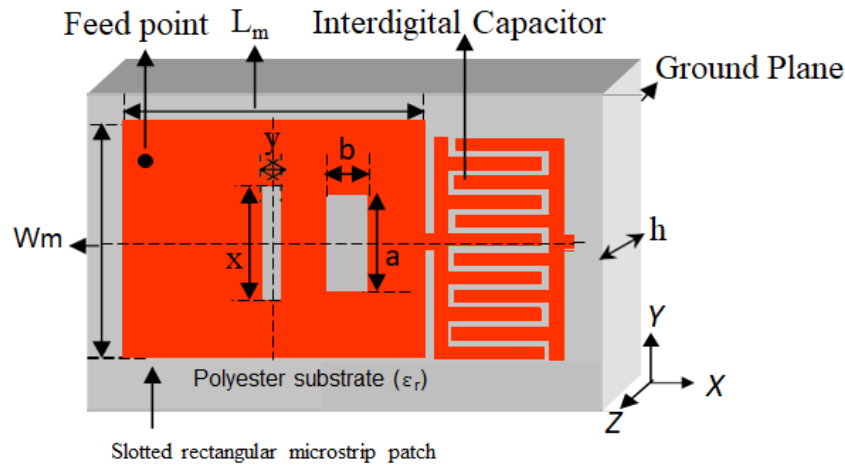 Feed point
Lm
Interdigital Capacitor
Ground Plane
y
b
Wm
x
a
h
Y
X
Z
Polyester substrate (εr)
Slotted rectangular microstrip patch